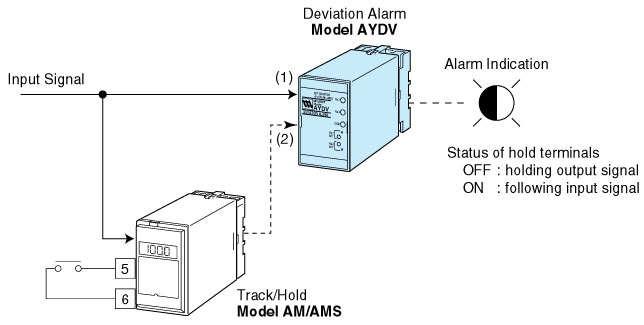 Deviation Alarm
Model AYDV
Input Signal
(1)
Alarm Indication
AYDV
(2)
Status of hold terminals
OFF : holding output signal
ON : following input signal
1000
5
6
Track/Hold
Model AM/AMS